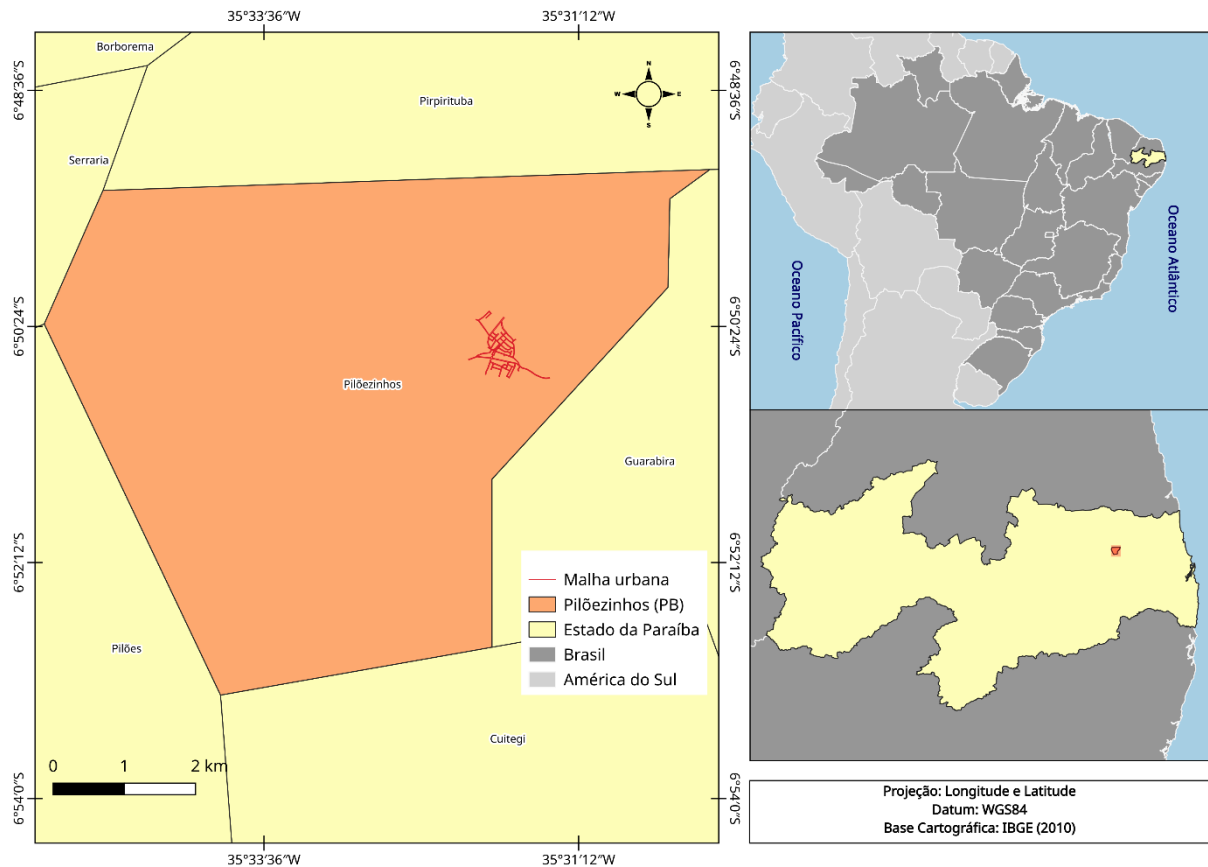 35°33′36″W
35°31′12″W
Borborema
Pirpirituba
Serraria
N
W
E
S
6°48′36″S
6°48′36″S
6°50′24″S
6°50′24″S
Pilõezinhos
Guarabira
6°52′12″S
6°52′12″S
Malha urbana
Pilõezinhos (PB)
Estado da Paraíba
Brasil
América do Sul
Pilões
Cuitegi
0
1
2 km
6°54′0″S
6°54′0″S
35°33′36″W
35°31′12″W
Oceano Pacífico
Oceano Atlântico
Projeção: Longitude e Latitude
Datum: WGS84
Base Cartográfica: IBGE (2010)